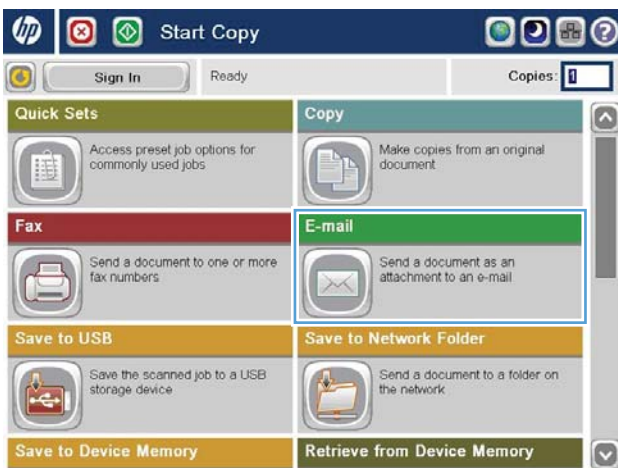 hp Start Copy
Sign In Ready Copies: 1
Quick Sets
Access preset job options for
commonly used jobs
Copy
Make copies from an original
document
Fax
Send a document to one or more
fax numbers
E-mail
Send a document as an
attachment to an e-mail
Save to USB
Save the scanned job to a USB
storage device
Save to Network Folder
Send a document to a folder on
the network
Save to Device Memory
Retrieve from Device Memory